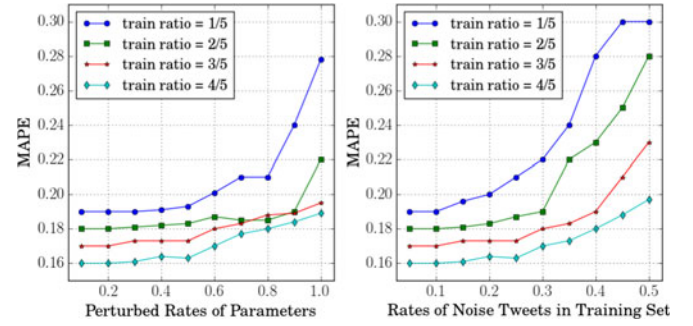 train ratio = 1/5
train ratio = 2/5
train ratio = 3/5
train ratio = 4/5
MAPE
0.30
0.28
0.26
0.24
0.22
0.20
0.18
0.16
0.2
0.4
0.6
0.8
1.0
Perturbed Rates of Parameters
train ratio = 1/5
train ratio = 2/5
train ratio = 3/5
train ratio = 4/5
MAPE
0.30
0.28
0.26
0.24
0.22
0.20
0.18
0.16
0.1
0.2
0.3
0.4
0.5
Rates of Noise Tweets in Training Set